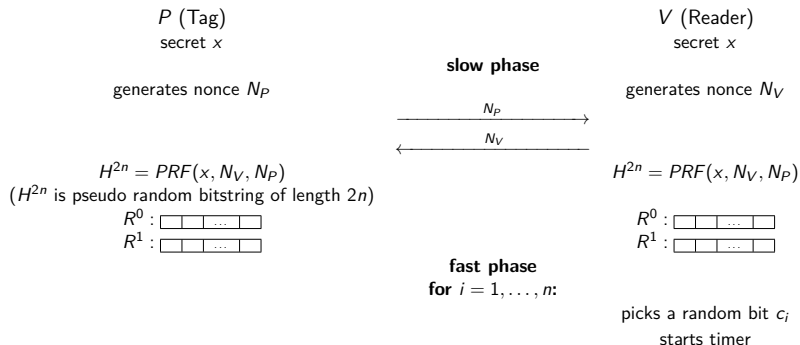 P (Tag)
V (Reader)
secret x
secret x
slow phase
generates nonce N_P
generates nonce N_V
N_P
N_V
H^{2n} = PRF(x, N_V, N_P)
H^{2n} = PRF(x, N_V, N_P)
(H^{2n} is pseudo random bitstring of length 2n)
R^0 : ...
R^0 : ...
R^1 : ...
R^1 : ...
fast phase
for i = 1, . . . , n:
picks a random bit c_i
starts timer